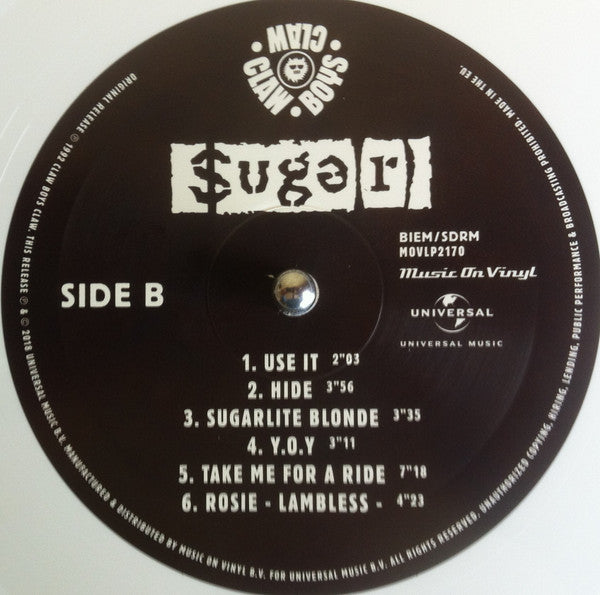 CLAW · BOYS · CLAW ·
$ugar
BIEM/SDRM
MOVLP2170
Music On Vinyl
UNIVERSAL
UNIVERSAL MUSIC
SIDE B
1. USE IT 2"03
2. HIDE 3"56
3. SUGARLITE BLONDE 3"35
4. Y.O.Y 3"11
5. TAKE ME FOR A RIDE 7"18
6. ROSIE - LAMBLESS - 4"23
ORIGINAL RELEASE ℗ 1992 CLAW BOYS CLAW. THIS RELEASE ℗ & © 2018 UNIVERSAL MUSIC B.V. MANUFACTURED & DISTRIBUTED BY MUSIC ON VINYL B.V. FOR UNIVERSAL MUSIC B.V. ALL RIGHTS RESERVED. UNAUTHORIZED COPYING, HIRING, LENDING, PUBLIC PERFORMANCE & BROADCASTING PROHIBITED. MADE IN THE EU.